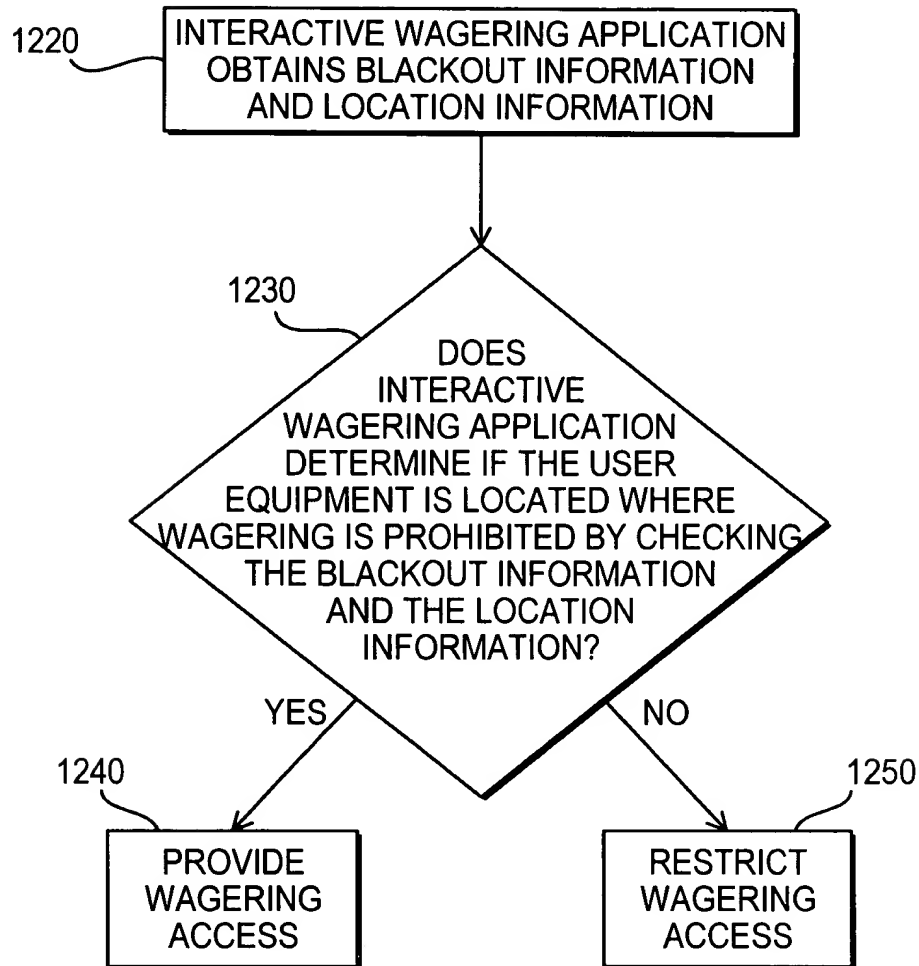 1220
INTERACTIVE WAGERING APPLICATION
OBTAINS BLACKOUT INFORMATION
AND LOCATION INFORMATION
1230
DOES
INTERACTIVE
WAGERING APPLICATION
DETERMINE IF THE USER
EQUIPMENT IS LOCATED WHERE
WAGERING IS PROHIBITED BY CHECKING
THE BLACKOUT INFORMATION
AND THE LOCATION
INFORMATION?
YES
NO
1240
PROVIDE
WAGERING
ACCESS
1250
RESTRICT
WAGERING
ACCESS